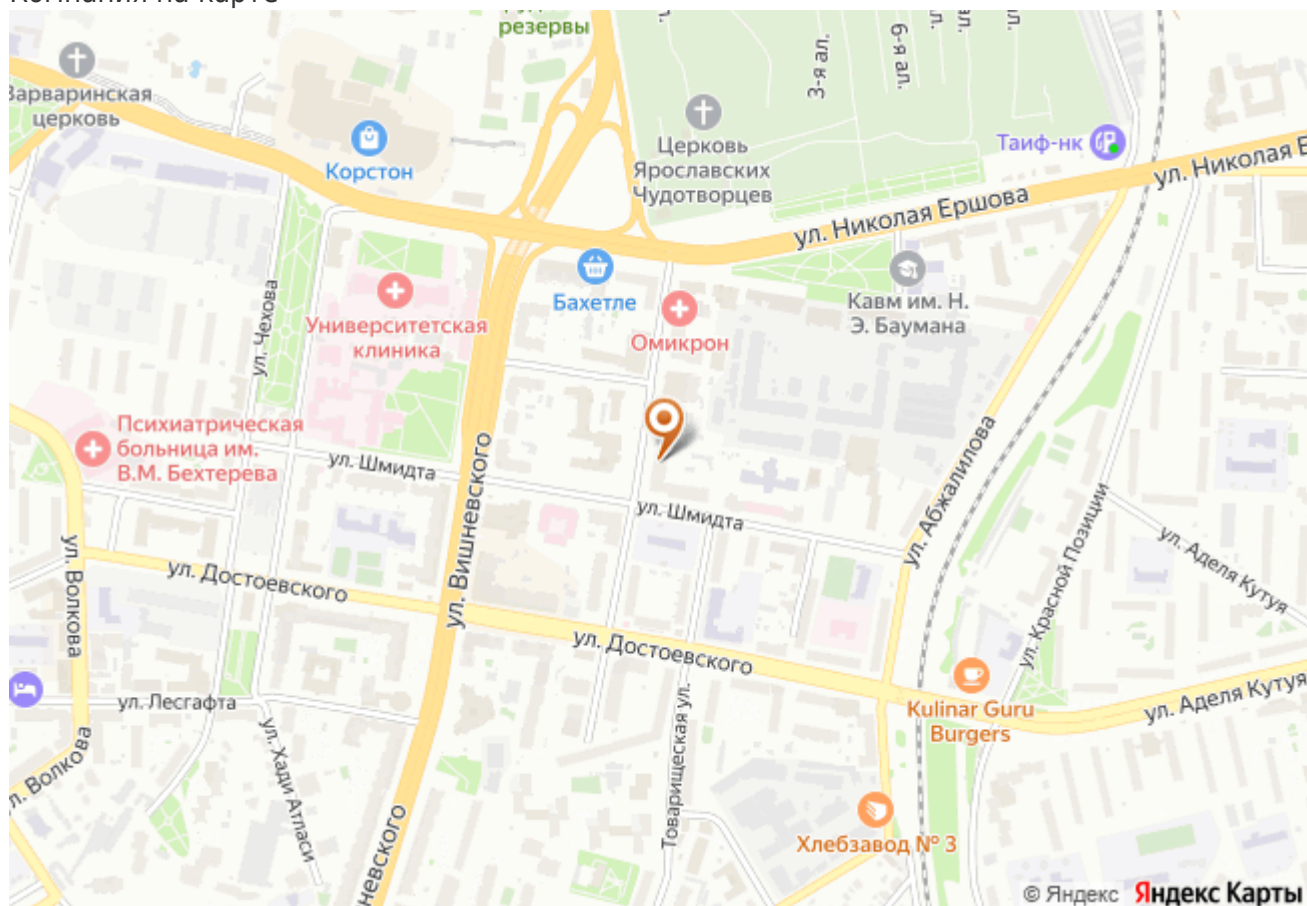 Компания на карте
резервы
Варваринская
церковь
Корстон
Церковь
Ярославских
Чудотворцев
3-я ал.
6-я ал.
Таиф-нк
ул. Николая Ершова
ул. Николая Е
ул. Чехова
Университетская
клиника
Бахетле
Омикрон
Кавм им. Н.
Э. Баумана
Психиатрическая
больница им.
В.М. Бехтерева
ул. Шмидта
ул. Вишневского
ул. Шмидта
ул. Абжалилова
ул. Красной Позиции
ул. Аделя Кутуя
ул. Волкова
ул. Достоевского
ул. Достоевского
ул. Лесгафта
ул. Хади Атласи
Товарищеская ул.
Kulinar Guru
Burgers
ул. Аделя Кутуя
л. Волкова
невского
Хлебзавод № 3
© Яндекс Яндекс Карты